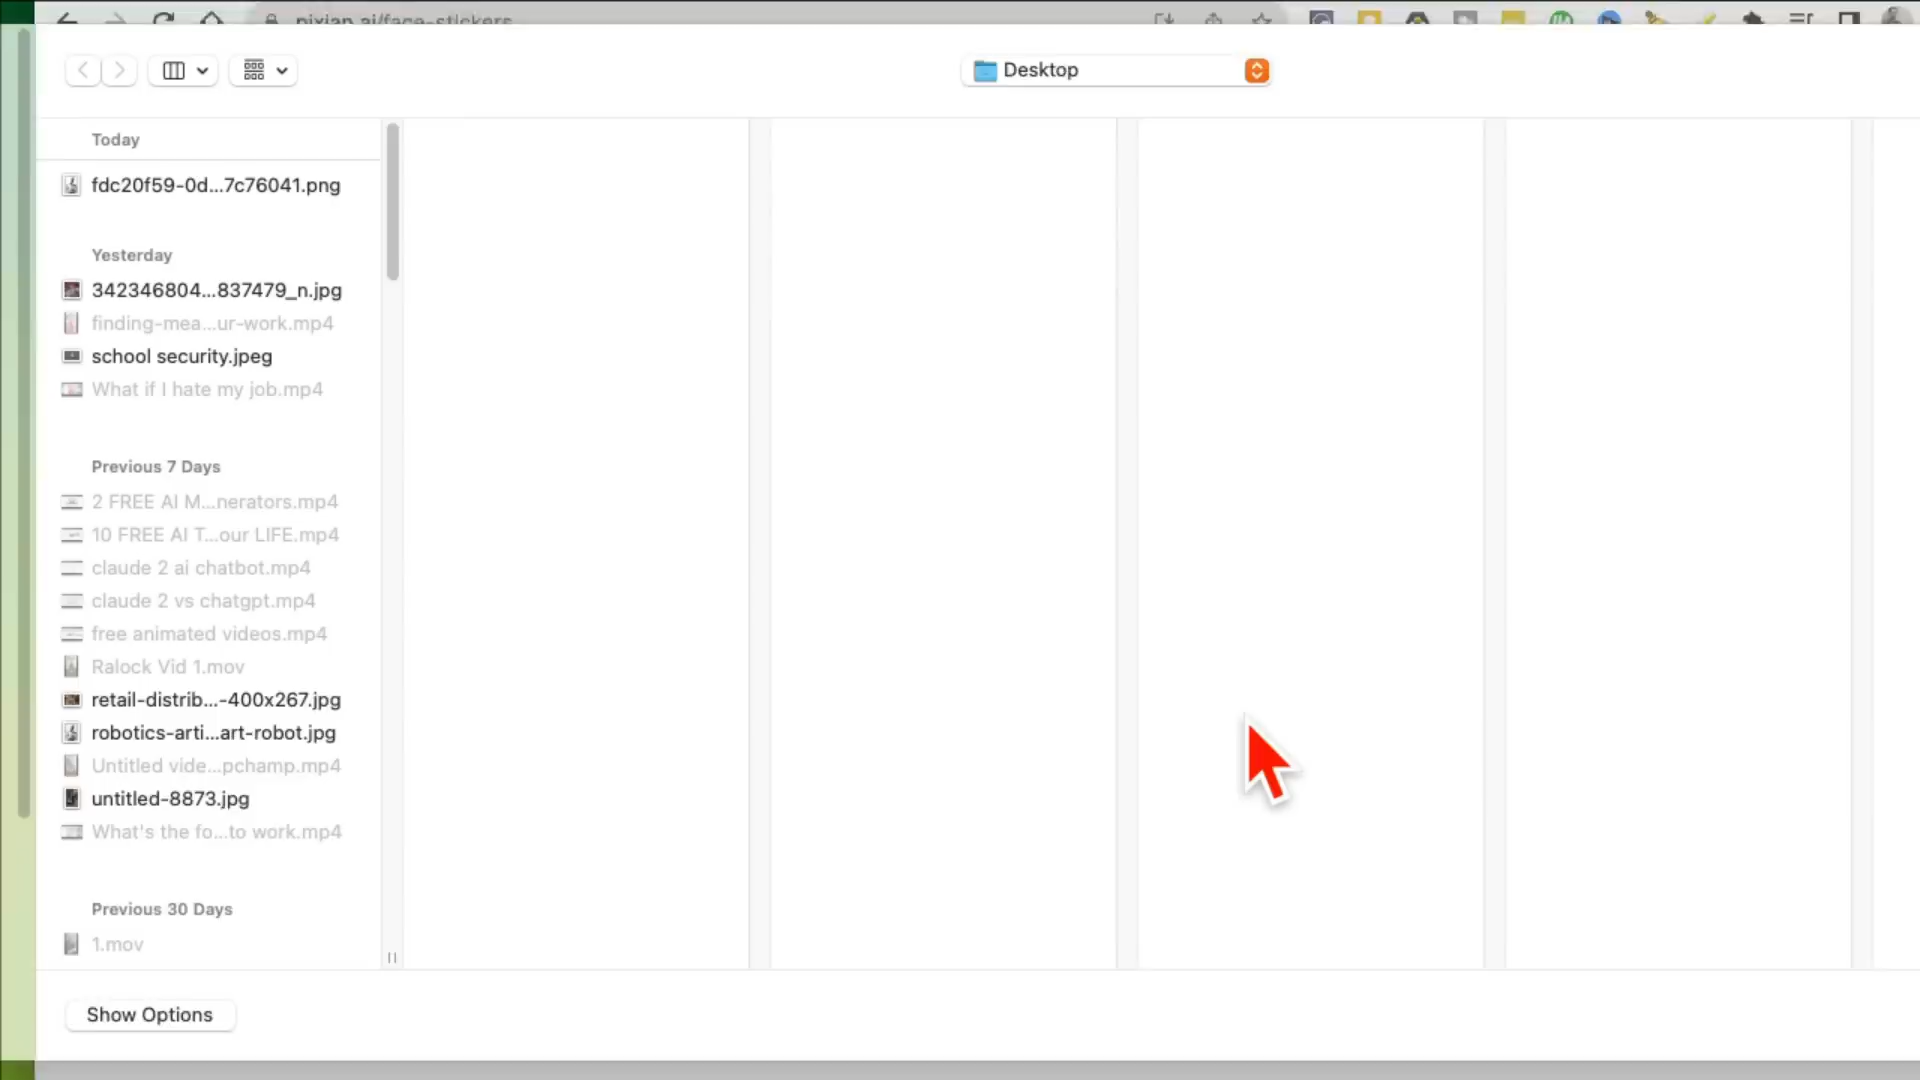 pixian.ai/face-stickers
Desktop
Today
fdc20f59-0d...7c76041.png
Yesterday
342346804...837479_n.jpg
finding-mea...ur-work.mp4
school security.jpeg
What if I hate my job.mp4
Previous 7 Days
2 FREE AI M...nerators.mp4
10 FREE AI T...our LIFE.mp4
claude 2 ai chatbot.mp4
claude 2 vs chatgpt.mp4
free animated videos.mp4
Ralock Vid 1.mov
retail-distrib...-400x267.jpg
robotics-arti...art-robot.jpg
Untitled vide...pchamp.mp4
untitled-8873.jpg
What's the fo...to work.mp4
Previous 30 Days
1.mov
Show Options